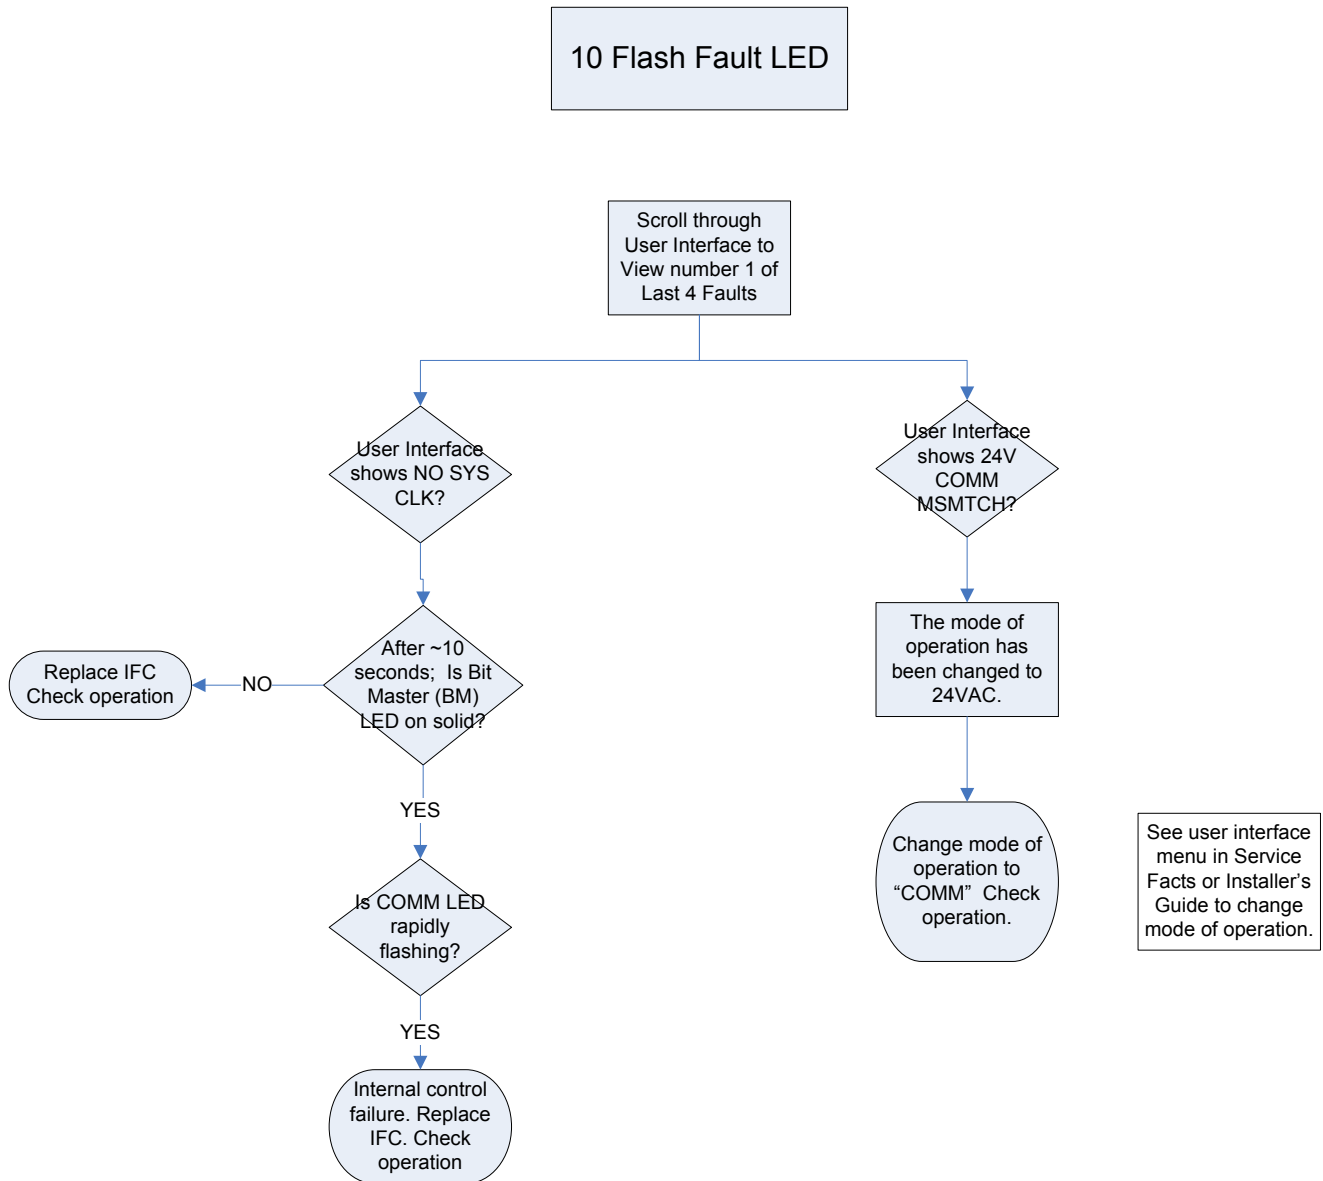 10 Flash Fault LED
Scroll through
User Interface to
View number 1 of
Last 4 Faults
User Interface
shows NO SYS
CLK?
User Interface
shows 24V
COMM
MSMTCH?
After ~10
seconds;  Is Bit
Master (BM)
LED on solid?
NO
Replace IFC
Check operation
The mode of
operation has
been changed to
24VAC.
YES
Is COMM LED
rapidly
flashing?
Change mode of
operation to
“COMM”  Check
operation.
See user interface
menu in Service
Facts or Installer’s
Guide to change
mode of operation.
YES
Internal control
failure. Replace
IFC. Check
operation